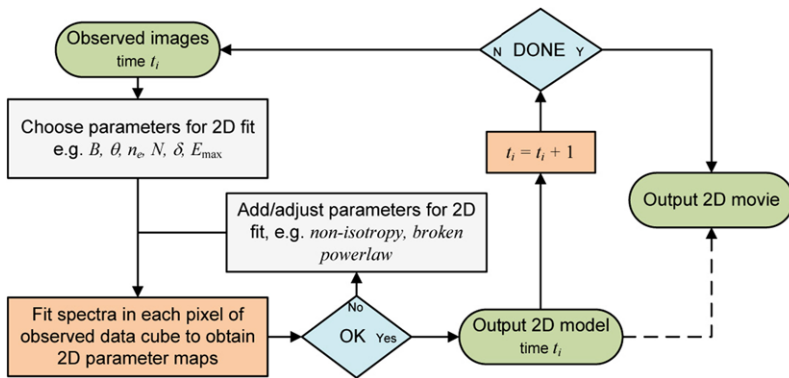 Observed images
time tᵢ
N DONE Y
Choose parameters for 2D fit
e.g. B, θ, nₑ, N, δ, Eₘₐₓ
tᵢ = tᵢ + 1
Output 2D movie
Add/adjust parameters for 2D
fit, e.g. non-isotropy, broken
powerlaw
Fit spectra in each pixel of
observed data cube to obtain
2D parameter maps
No
OK Yes
Output 2D model
time tᵢ